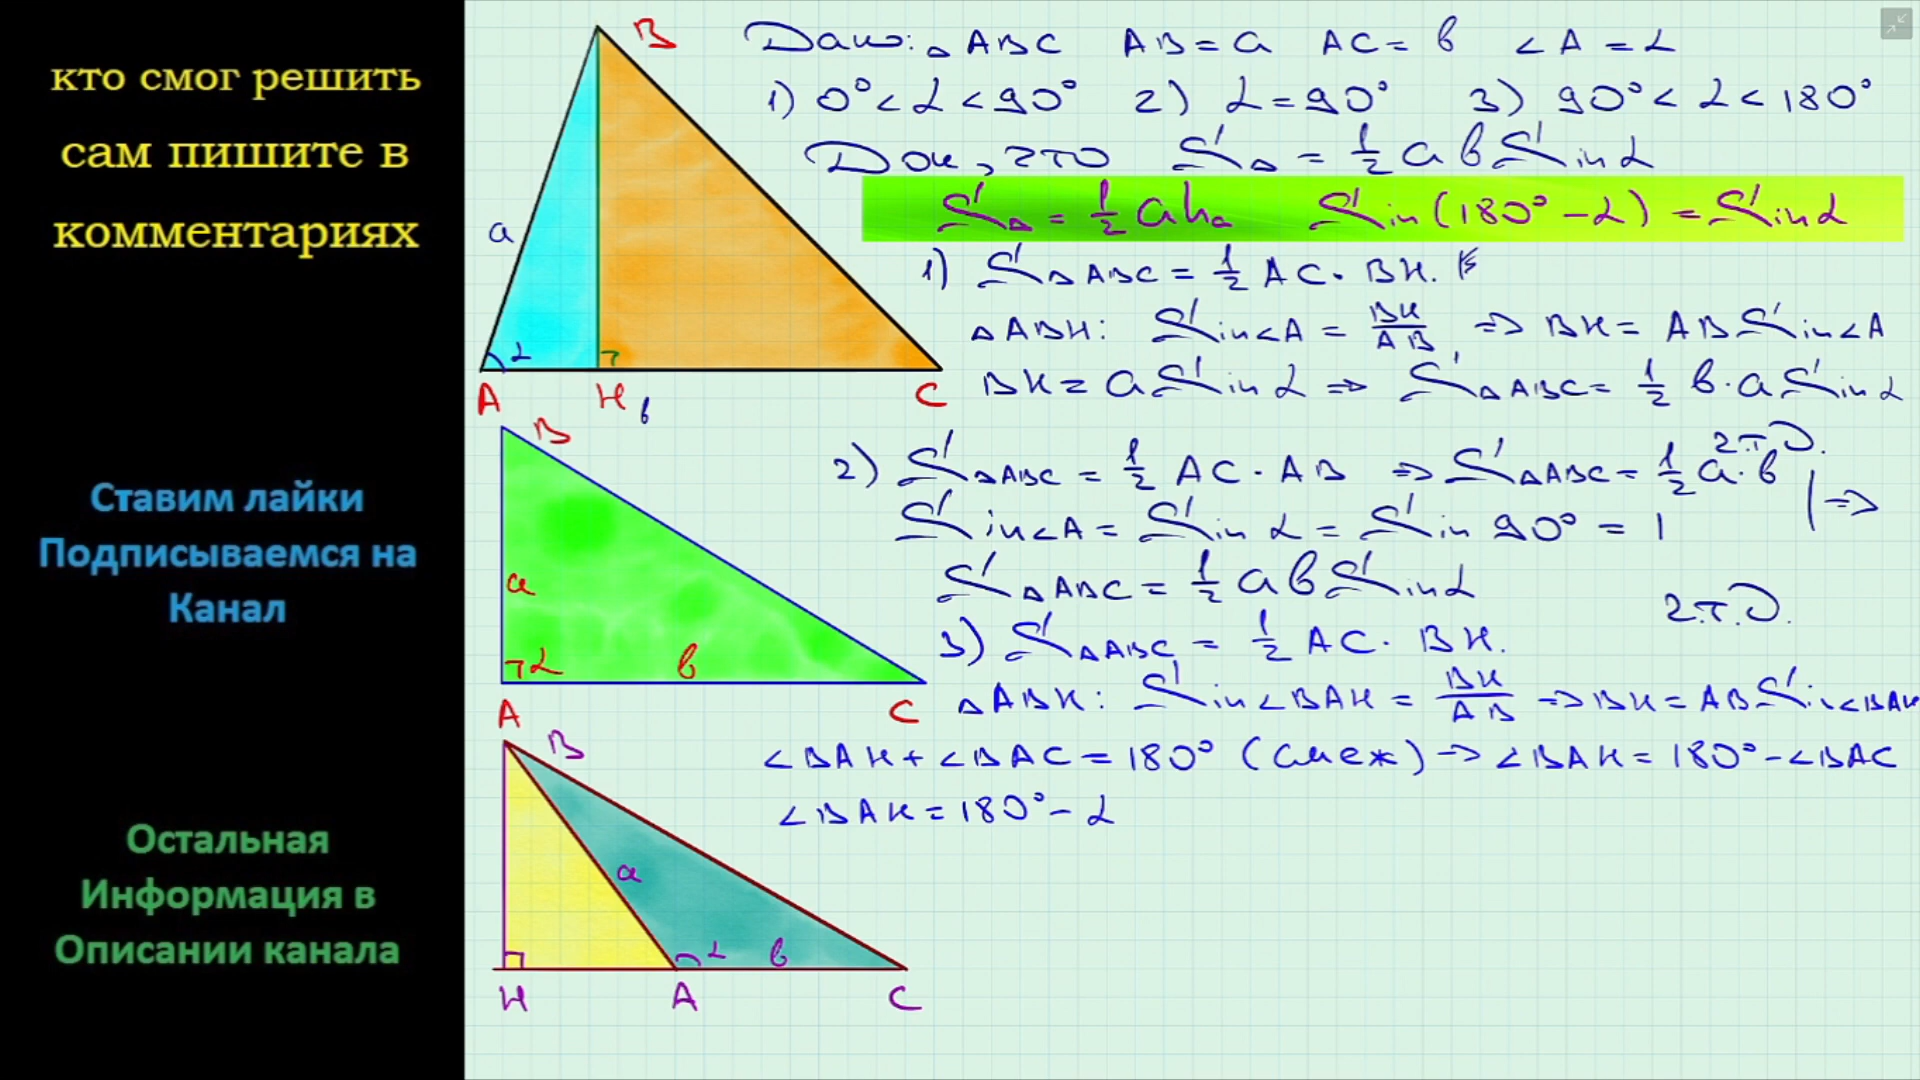 кто смог решить
сам пишите в
комментариях
Ставим лайки
Подписываемся на
Канал
Остальная
Информация в
Описании канала
B
a
α
A H в C
B
a
α в
A C
B
a
α в
H A C
Дано: △ABC AB = a AC = в ∠A = α
1) 0° < α < 90° 2) α = 90° 3) 90° < α < 180°
Док, что S△ = 1/2 a в Sin α
S△ = 1/2 a hₐ Sin (180° - α) = Sin α
1) S△ABC = 1/2 AC · BH.
△ABH: Sin∠A = BH/AB => BH = AB Sin∠A
BH = a Sin α => S△ABC = 1/2 в · a Sin α
ч.т.д.
2) S△ABC = 1/2 AC · AB => S△ABC = 1/2 a · в | =>
Sin∠A = Sin α = Sin 90° = 1
S△ABC = 1/2 a в Sin α
ч.т.д.
3) S△ABC = 1/2 AC · BH.
△ABH: Sin∠BAH = BH/AB => BH = AB Sin∠BAH
∠BAH + ∠BAC = 180° (смеж) => ∠BAH = 180° - ∠BAC
∠BAH = 180° - α